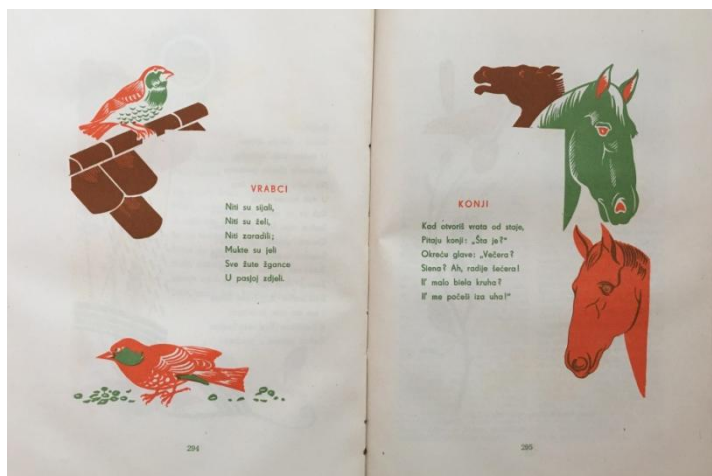 VRABCI
Niti su sijali,
Niti su želi,
Niti zaradili;
Mukte su jeli
Sve žute žgance
U pasjoj zdjeli.
294
KONJI
Kad otvoriš vrata od staje,
Pitaju konji: „Šta je?"
Okreću glave: „Večera?
Siena? Ah, radije šećera!
Il' malo biela kruha?
Il' me počeši iza uha!"
295